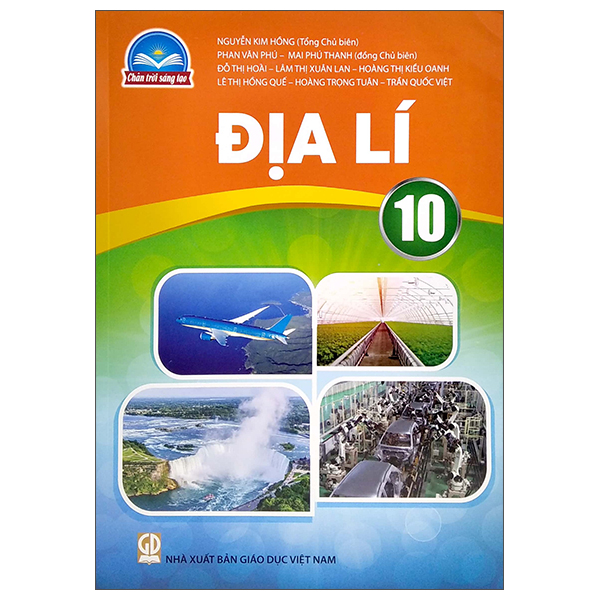 Chân trời sáng tạo
NGUYỄN KIM HỒNG (Tổng Chủ biên)
PHAN VĂN PHÚ – MAI PHÚ THANH (đồng Chủ biên)
ĐỖ THỊ HOÀI – LÂM THỊ XUÂN LAN – HOÀNG THỊ KIỀU OANH
LÊ THỊ HỒNG QUẾ – HOÀNG TRỌNG TUÂN – TRẦN QUỐC VIỆT
ĐỊA LÍ
10
GD
NHÀ XUẤT BẢN GIÁO DỤC VIỆT NAM